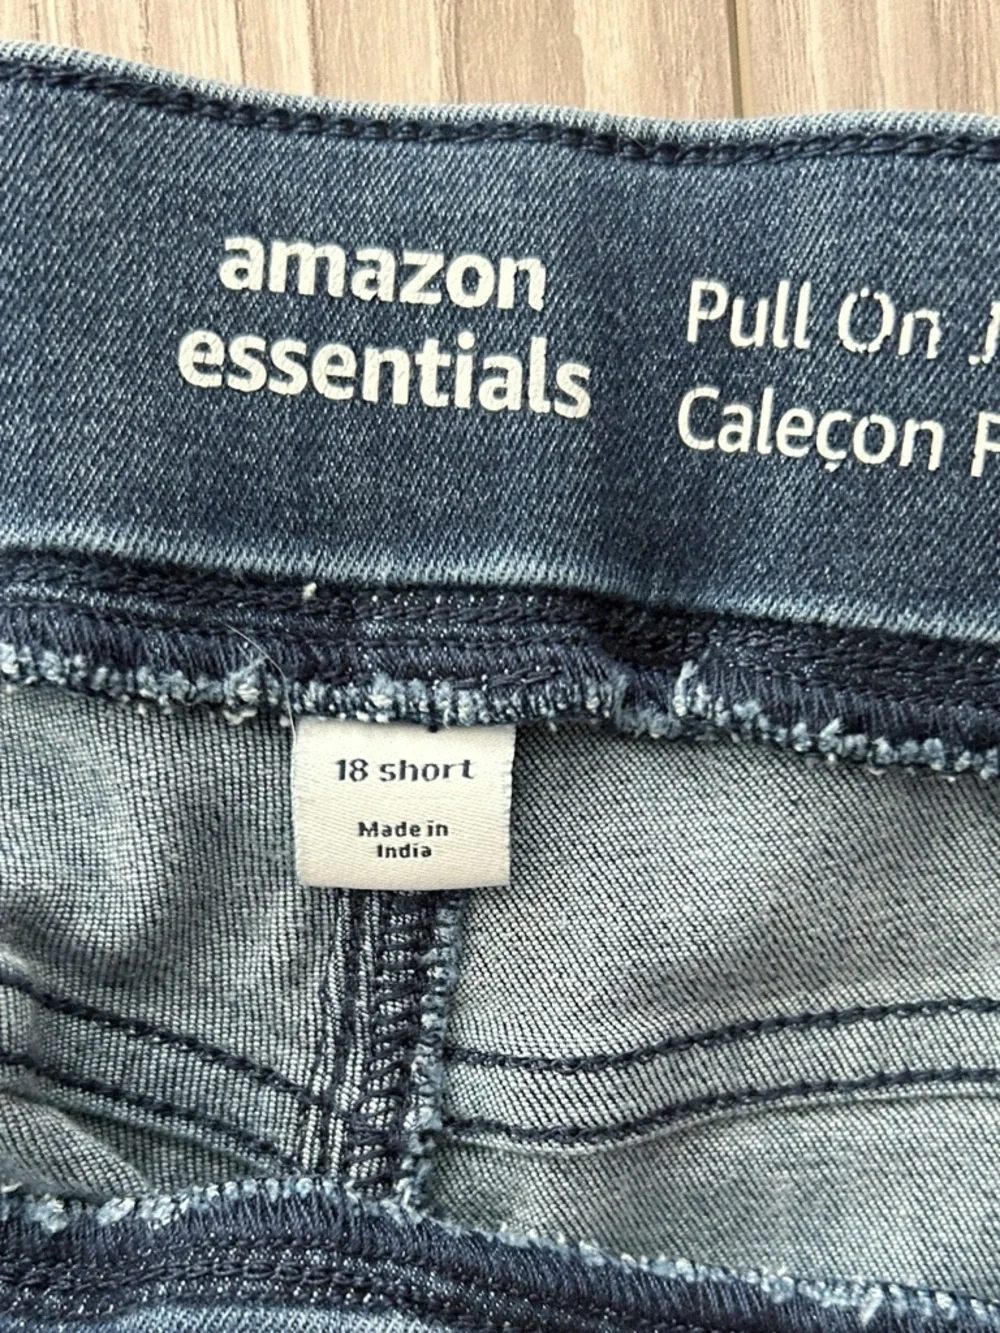 amazon
essentials
Pull On J
Caleçon
18 short
Made in
India